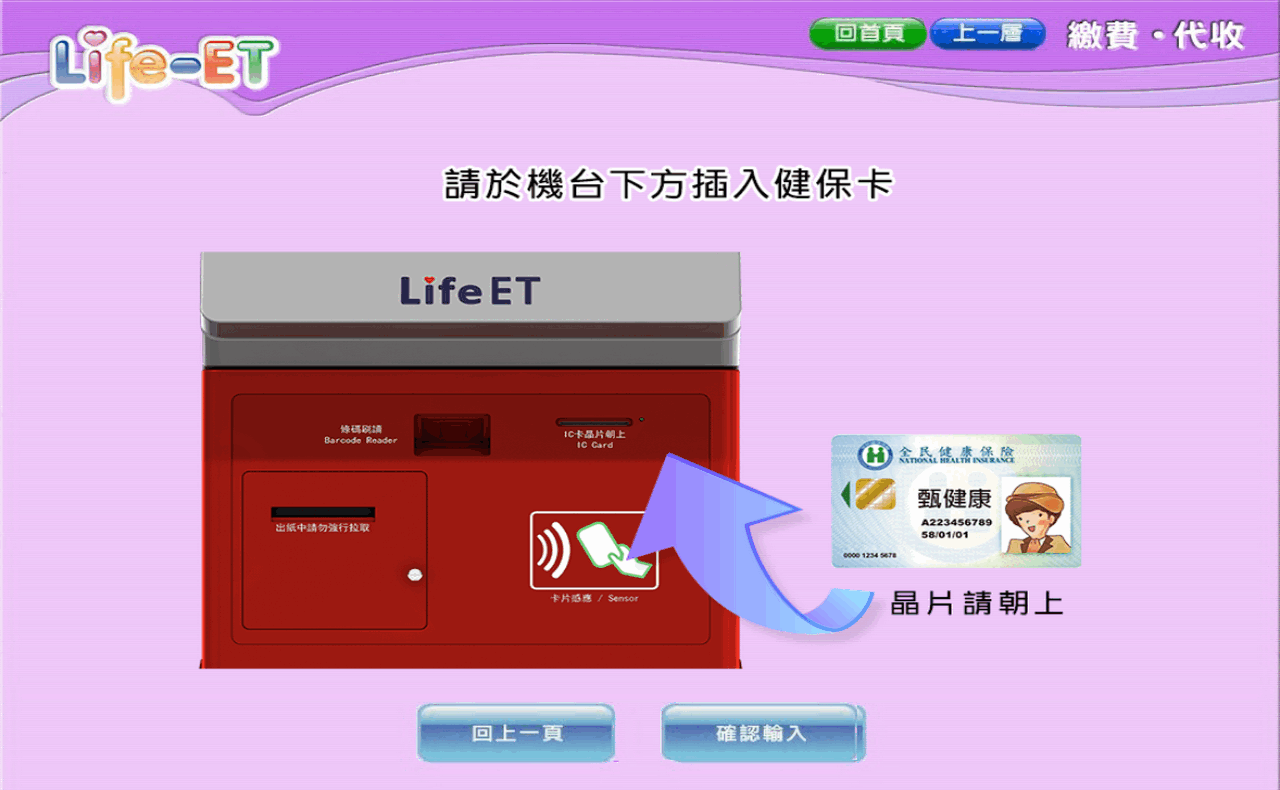 Life-ET
回首頁
上一層
繳費・代收
請於機台下方插入健保卡
Life ET
條碼刷讀
Barcode Reader
IC卡晶片朝上
IC Card
出紙中請勿強行拉取
卡片感應 / Sensor
全民健康保險
NATIONAL HEALTH INSURANCE
甄健康
A223456789
58/01/01
0000 1234 5678
晶片請朝上
回上一頁
確認輸入